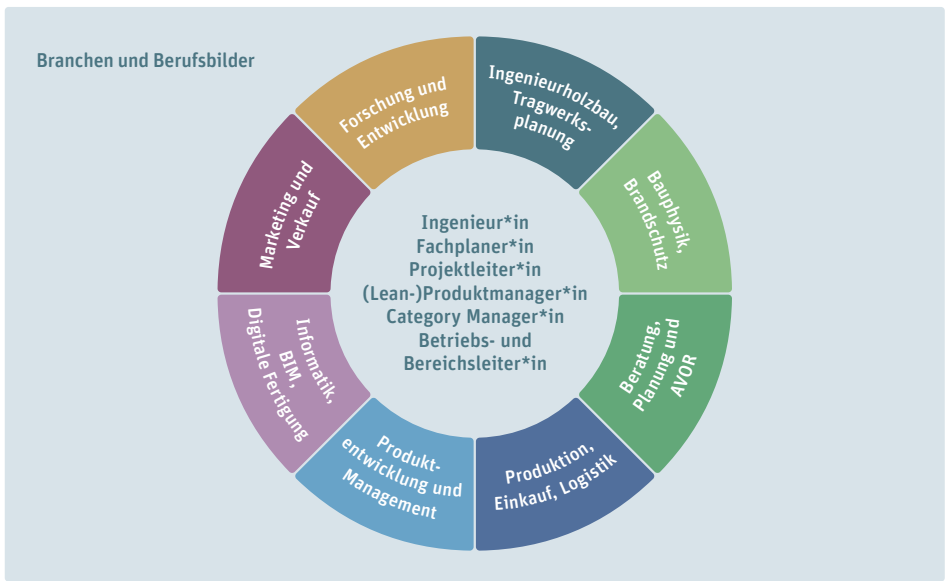 Branchen und Berufsbilder
Forschung und
Entwicklung
Ingenieurholzbau,
Tragwerks-
planung
Bauphysik,
Brandschutz
Beratung,
Planung und
AVOR
Produktion,
Einkauf, Logistik
Produkt-
entwicklung und
Management
Informatik,
BIM,
Digitale Fertigung
Marketing und
Verkauf
Ingenieur*in
Fachplaner*in
Projektleiter*in
(Lean-)Produktmanager*in
Category Manager*in
Betriebs- und
Bereichsleiter*in